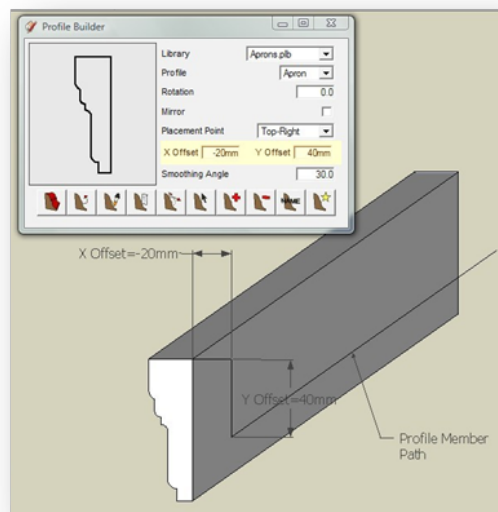 Profile Builder
Library Aprons.plb
Profile Apron
Rotation 0.0
Mirror
Placement Point Top-Right
X Offset -20mm Y Offset 40mm
Smoothing Angle 30.0
NAME
X Offset=-20mm
Y Offset=40mm
Profile Member
Path